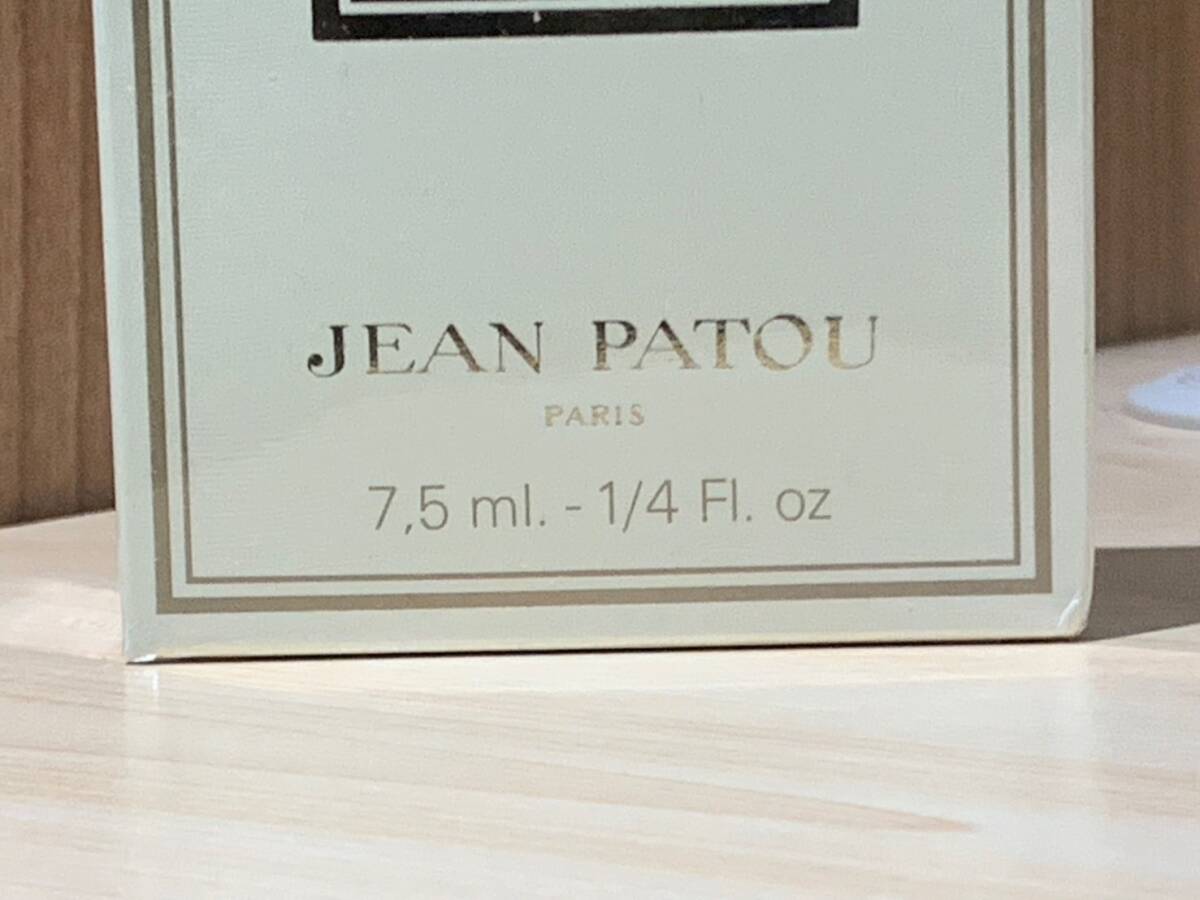 JEAN PATOU
PARIS
7,5 ml. - 1/4 Fl. oz